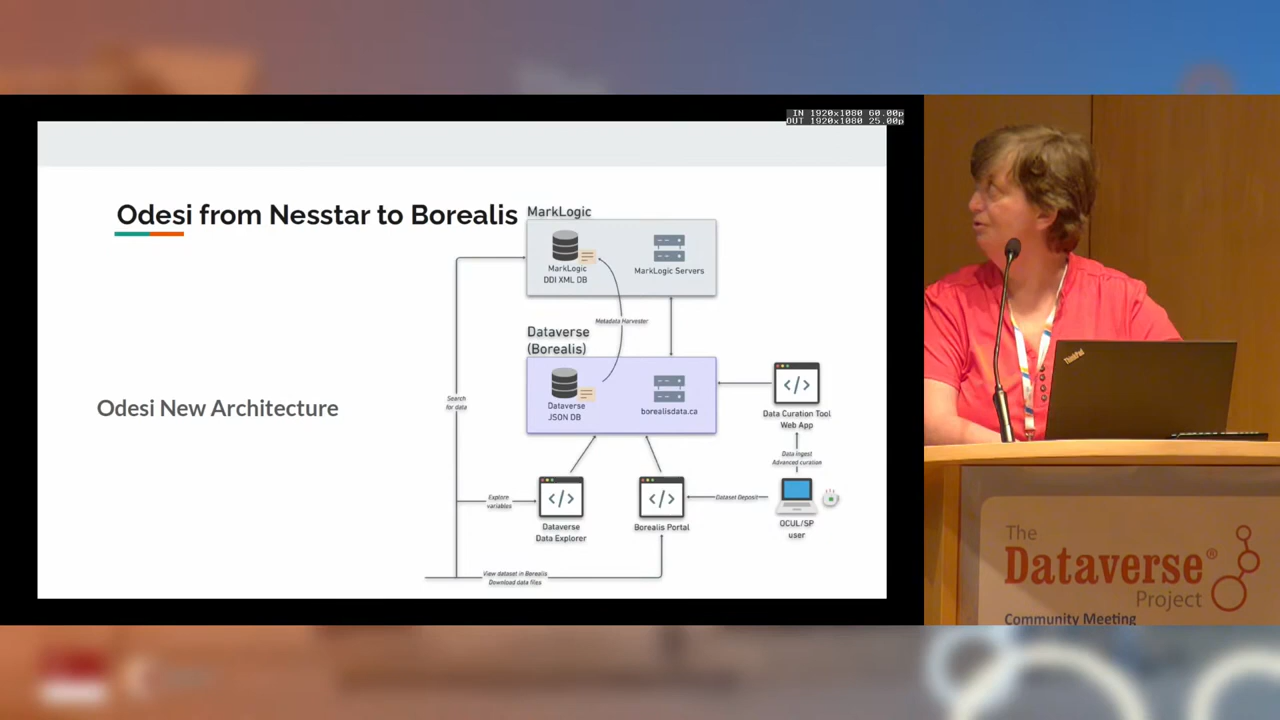 IN 1920x1080 60.00p
OUT 1920x1080 25.00p
Odesi from Nesstar to Borealis
MarkLogic
MarkLogic
DDI XML DB
MarkLogic Servers
Metadata Harvester
Dataverse
(Borealis)
Dataverse
JSON DB
borealisdata.ca
Data Curation Tool
Web App
Search
for data
Odesi New Architecture
Data Ingest
Advanced curation
Explore
variables
Dataverse
Data Explorer
Borealis Portal
Dataset Deposit
OCUL/SP
user
View dataset in Borealis
Download data files
ThinkPad
The
Dataverse®
Project
Community Meeting